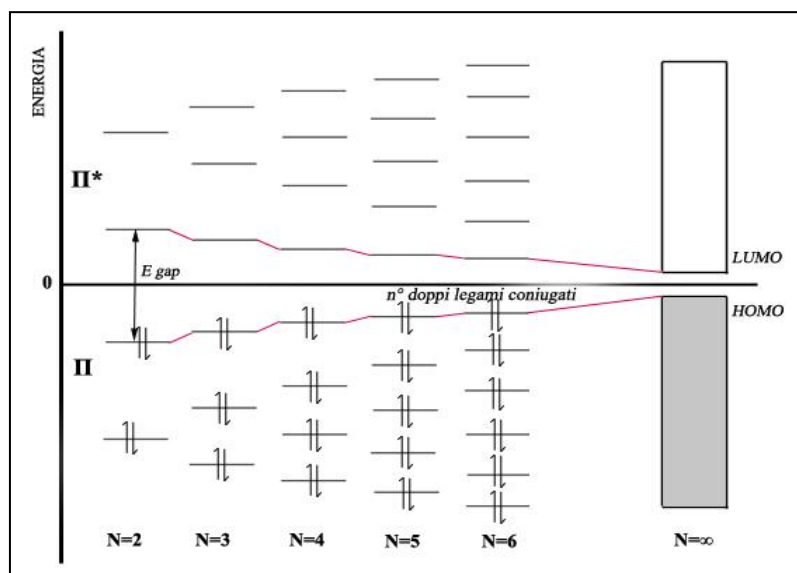 ENERGIA
Π*
E gap
LUMO
0
n° doppi legami coniugati
HOMO
Π
N=2 N=3 N=4 N=5 N=6 N=∞